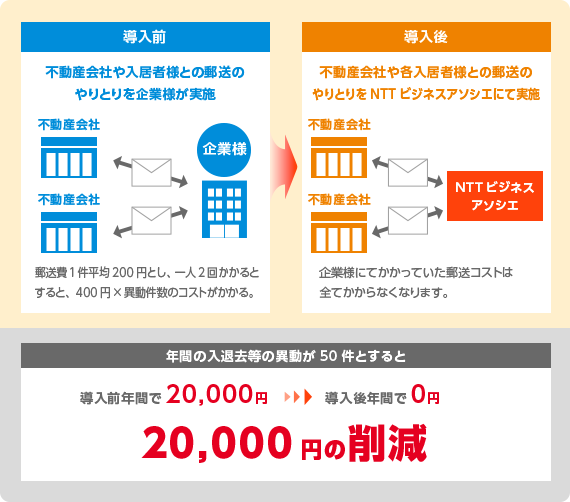 導入前
不動産会社や入居者様との郵送の
やりとりを企業様が実施
不動産会社
企業様
不動産会社
郵送費1件平均200円とし、一人2回かかると
すると、400円×異動件数のコストがかかる。
導入後
不動産会社や各入居者様との郵送の
やりとりをNTTビジネスアソシエにて実施
不動産会社
NTTビジネス
アソシエ
不動産会社
企業様にてかかっていた郵送コストは
全てかからなくなります。
年間の入退去等の異動が50件とすると
導入前年間で20,000円 導入後年間で0円
20,000円の削減